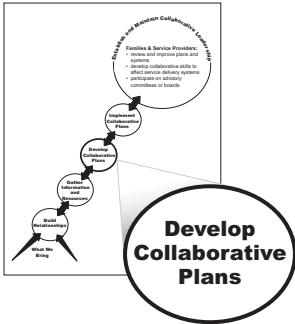 Establish and Maintain Collaborative Leadership
Families & Service Providers:
• review and improve plans and
systems
• develop collaborative skills to
affect service delivery systems
• participate on advisory
committees or boards
Implement
Collaborative
Plans
Develop
Collaborative
Plans
Gather
Information
and
Resources
Build
Relationships
What We
Bring
Develop
Collaborative
Plans